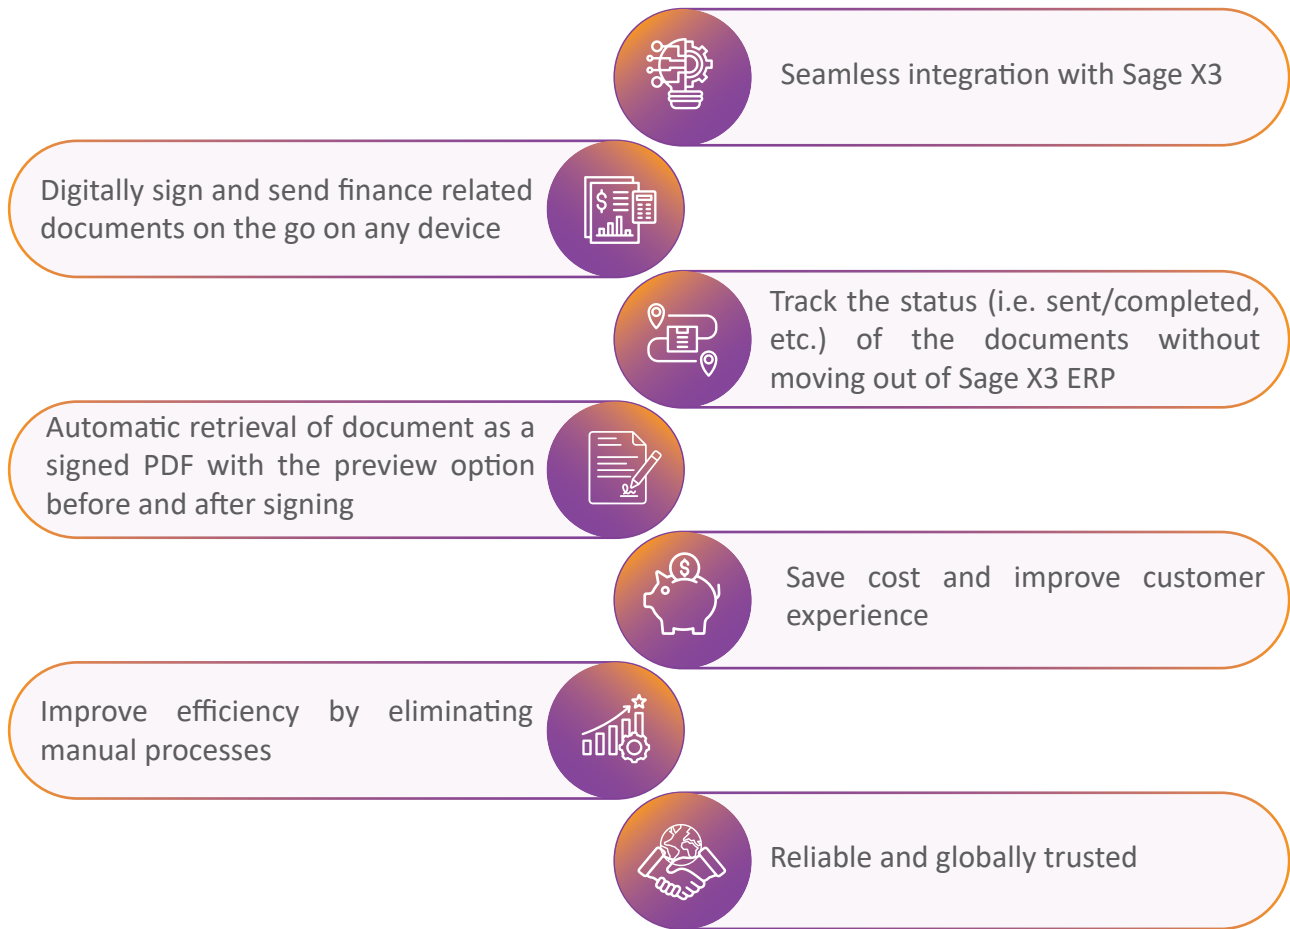 Seamless integration with Sage X3
Digitally sign and send finance related
documents on the go on any device
Track the status (i.e. sent/completed,
etc.) of the documents without
moving out of Sage X3 ERP
Automatic retrieval of document as a
signed PDF with the preview option
before and after signing
Save cost and improve customer
experience
Improve efficiency by eliminating
manual processes
Reliable and globally trusted